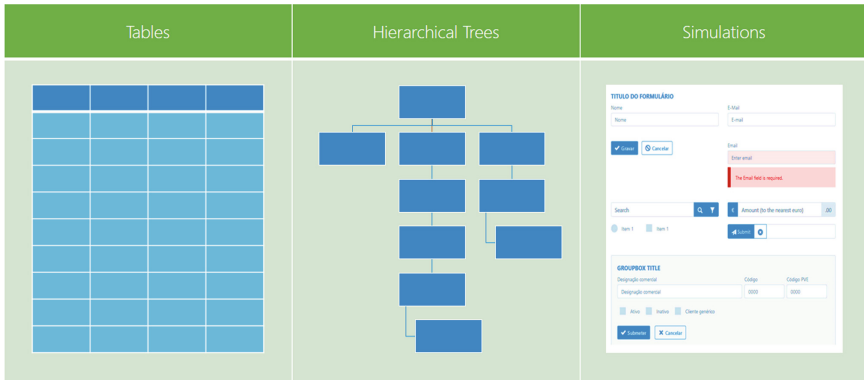 Tables
Hierarchical Trees
Simulations
TITULO DO FORMULÁRIO
Nome
E-Mail
Nome
E-mail
Gravar
Cancelar
Email
Enter email
The Email field is required.
Search
€
Amount (to the nearest euro)
.00
Item 1
Item 1
Submit
GROUPBOX TITLE
Designação comercial
Código
Código PVE
Designação comercial
0000
0000
Ativo
Inativo
Cliente genérico
Submeter
Cancelar